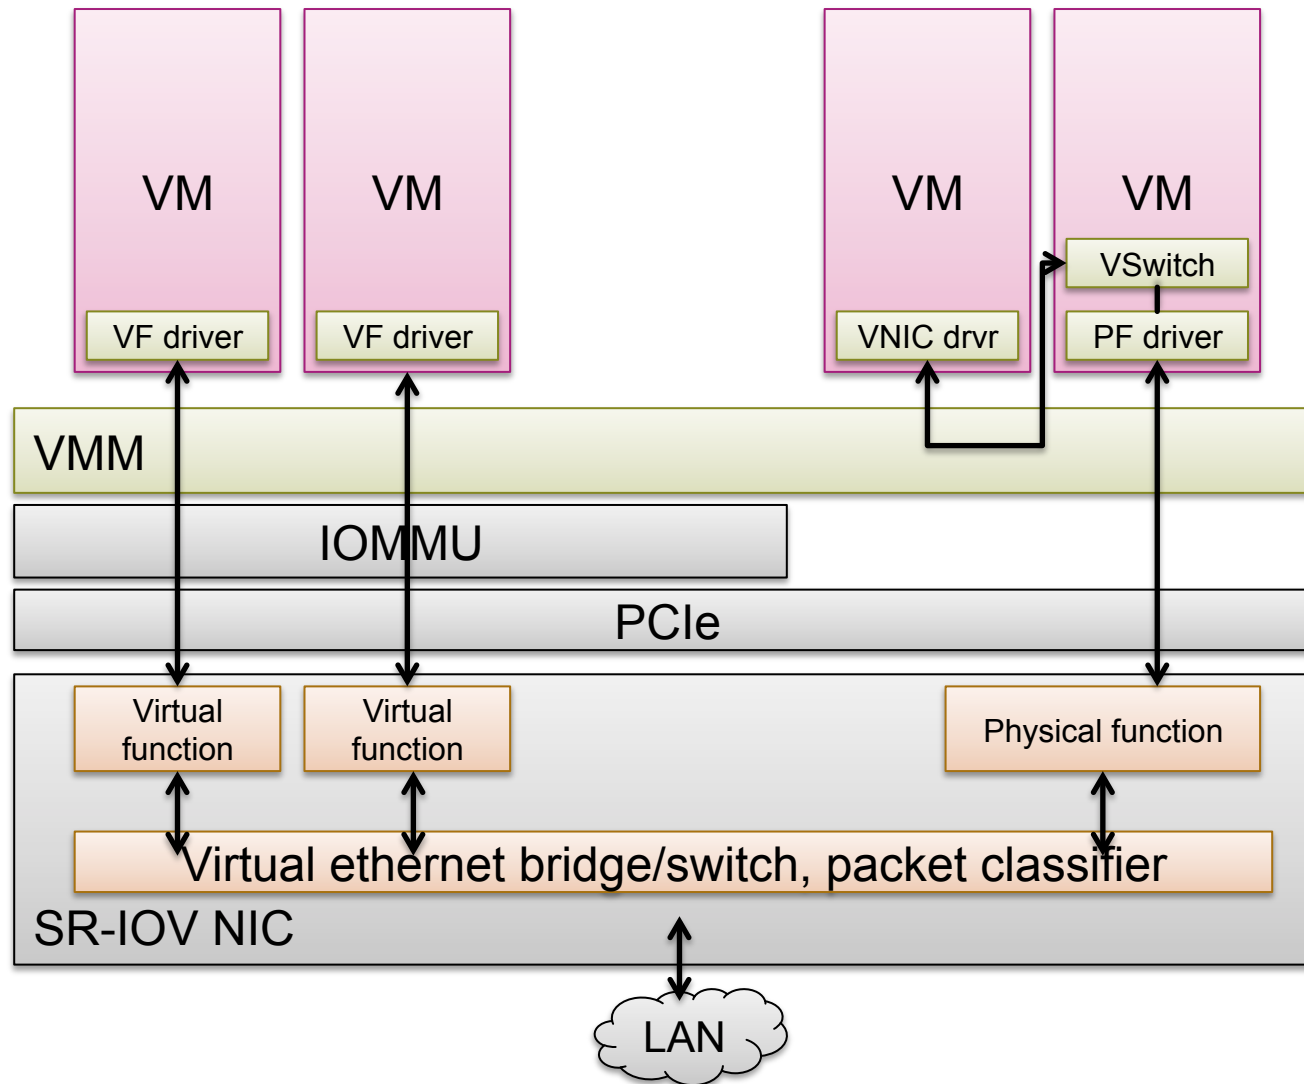 VM
VM
VM
VM
VSwitch
VF driver
VF driver
VNIC drvr
PF driver
VMM
IOMMU
PCIe
Virtual
function
Virtual
function
Physical function
Virtual ethernet bridge/switch, packet classifier
SR-IOV NIC
LAN